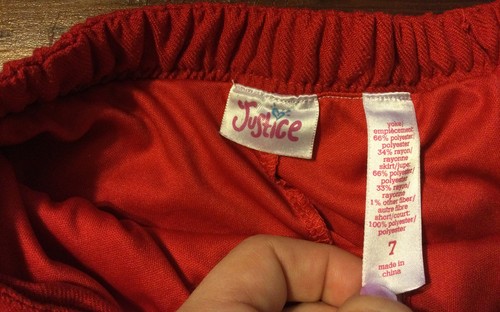 Justice
yoke/
empiècement:
66% polyester/
polyester
34% rayon/
rayonne
skirt/jupe:
66% polyester/
polyester
33% rayon/
rayonne
1% other fiber/
autre fibre
short/court:
100% polyester/
polyester
7
made in
china